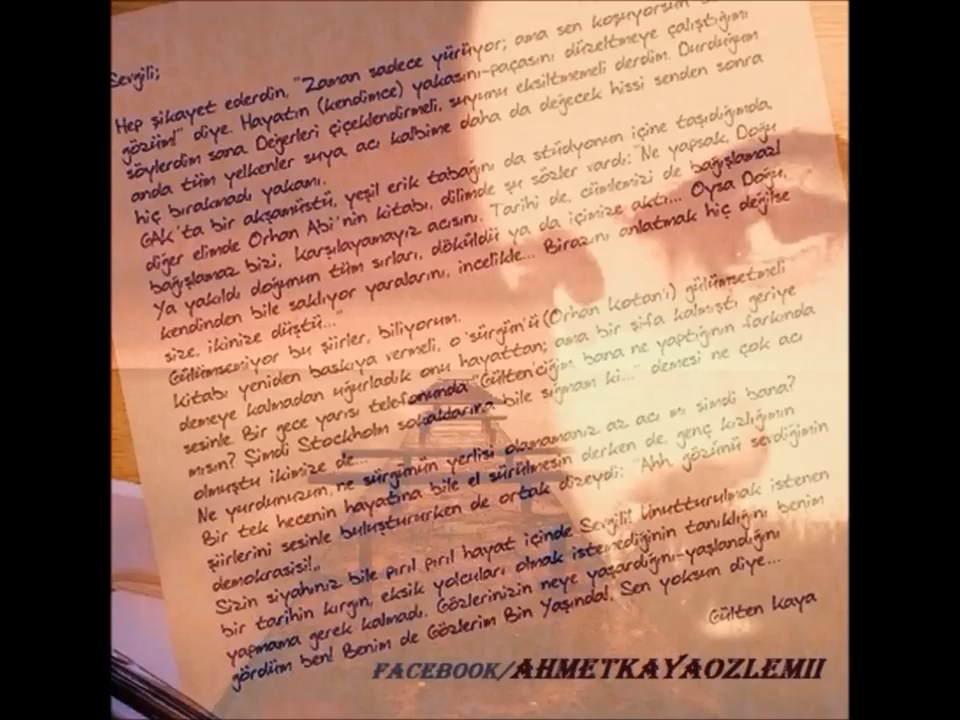 Sevgili;
Hep şikayet ederdin, "Zaman sadece yürüyor; ama sen koşuyorsun
gözüm!" diye. Hayatın (kendimce) yakasını-paçasını düzeltmeye çalıştığımı
söylerdim sana. Değerleri çiçeklendirmeli, suyunu eksiltmemeli derdim. Durduğum
anda tüm yelkenler suya acı kalbime daha da değecek hissi senden sonra
hiç bırakmadı yakamı.
GAK'ta bir akşamüstü, yeşil erik tabağını da stüdyonun içine taşıdığımda,
diğer elimde Orhan Abi'nin kitabı, dilimde şu sözler vardı: "Ne yapsak, Doğu
bağışlamaz bizi, karşılayamayız acısını. Tarihi de, cümlemizi de bağışlamaz!
Ya yakıldı doğunun tüm sırları, döküldü ya da içimize aktı... Oysa Doğu,
kendinden bile saklıyor yaralarını, incelikle... Birazını anlatmak hiç değilse
size, ikinize düştü..."
Gülümsemiyor bu şiirler, biliyorum.
kitabı yeniden baskıya vermeli, o 'sürgün'ü (Orhan Kotan'ı) gülümsetmeli
demeye kalmadan uğurladık onu hayattan; ama bir şifa kalmıştı geriye
sesinle. Bir gece yarısı telefonunda "Gülten'ciğim bana ne yaptığının farkında
mısın? Şimdi Stockholm sokaklarına bile sığmam ki..." demesi ne çok acı
olmuştu ikimize de...
Ne yurdunuzun, ne sürgünün yerlisi olamamanız az acı mı şimdi bana?
Bir tek hecenin hayatına bile el sürülmesin derken de, genç kızlığımın
şiirlerini sesinle buluştururken de ortak dizeydi: "Ahh, gözümü sevdiğimin
demokrasisi!,,
Sizin siyahınız bile pırıl pırıl hayat içinde Sevgili! Unutturulmak istenen
bir tarihin kırgın, eksik yolcuları olmak istemediğinin tanıklığını benim
yapmama gerek kalmadı. Gözlerinizin neye yaşardığını-yaşlandığını
gördüm ben! Benim de Gözlerim Bin Yaşında!. Sen yoksun diye...
Gülten Kaya
FACEBOOK/AHMETKAYAOZLEMII